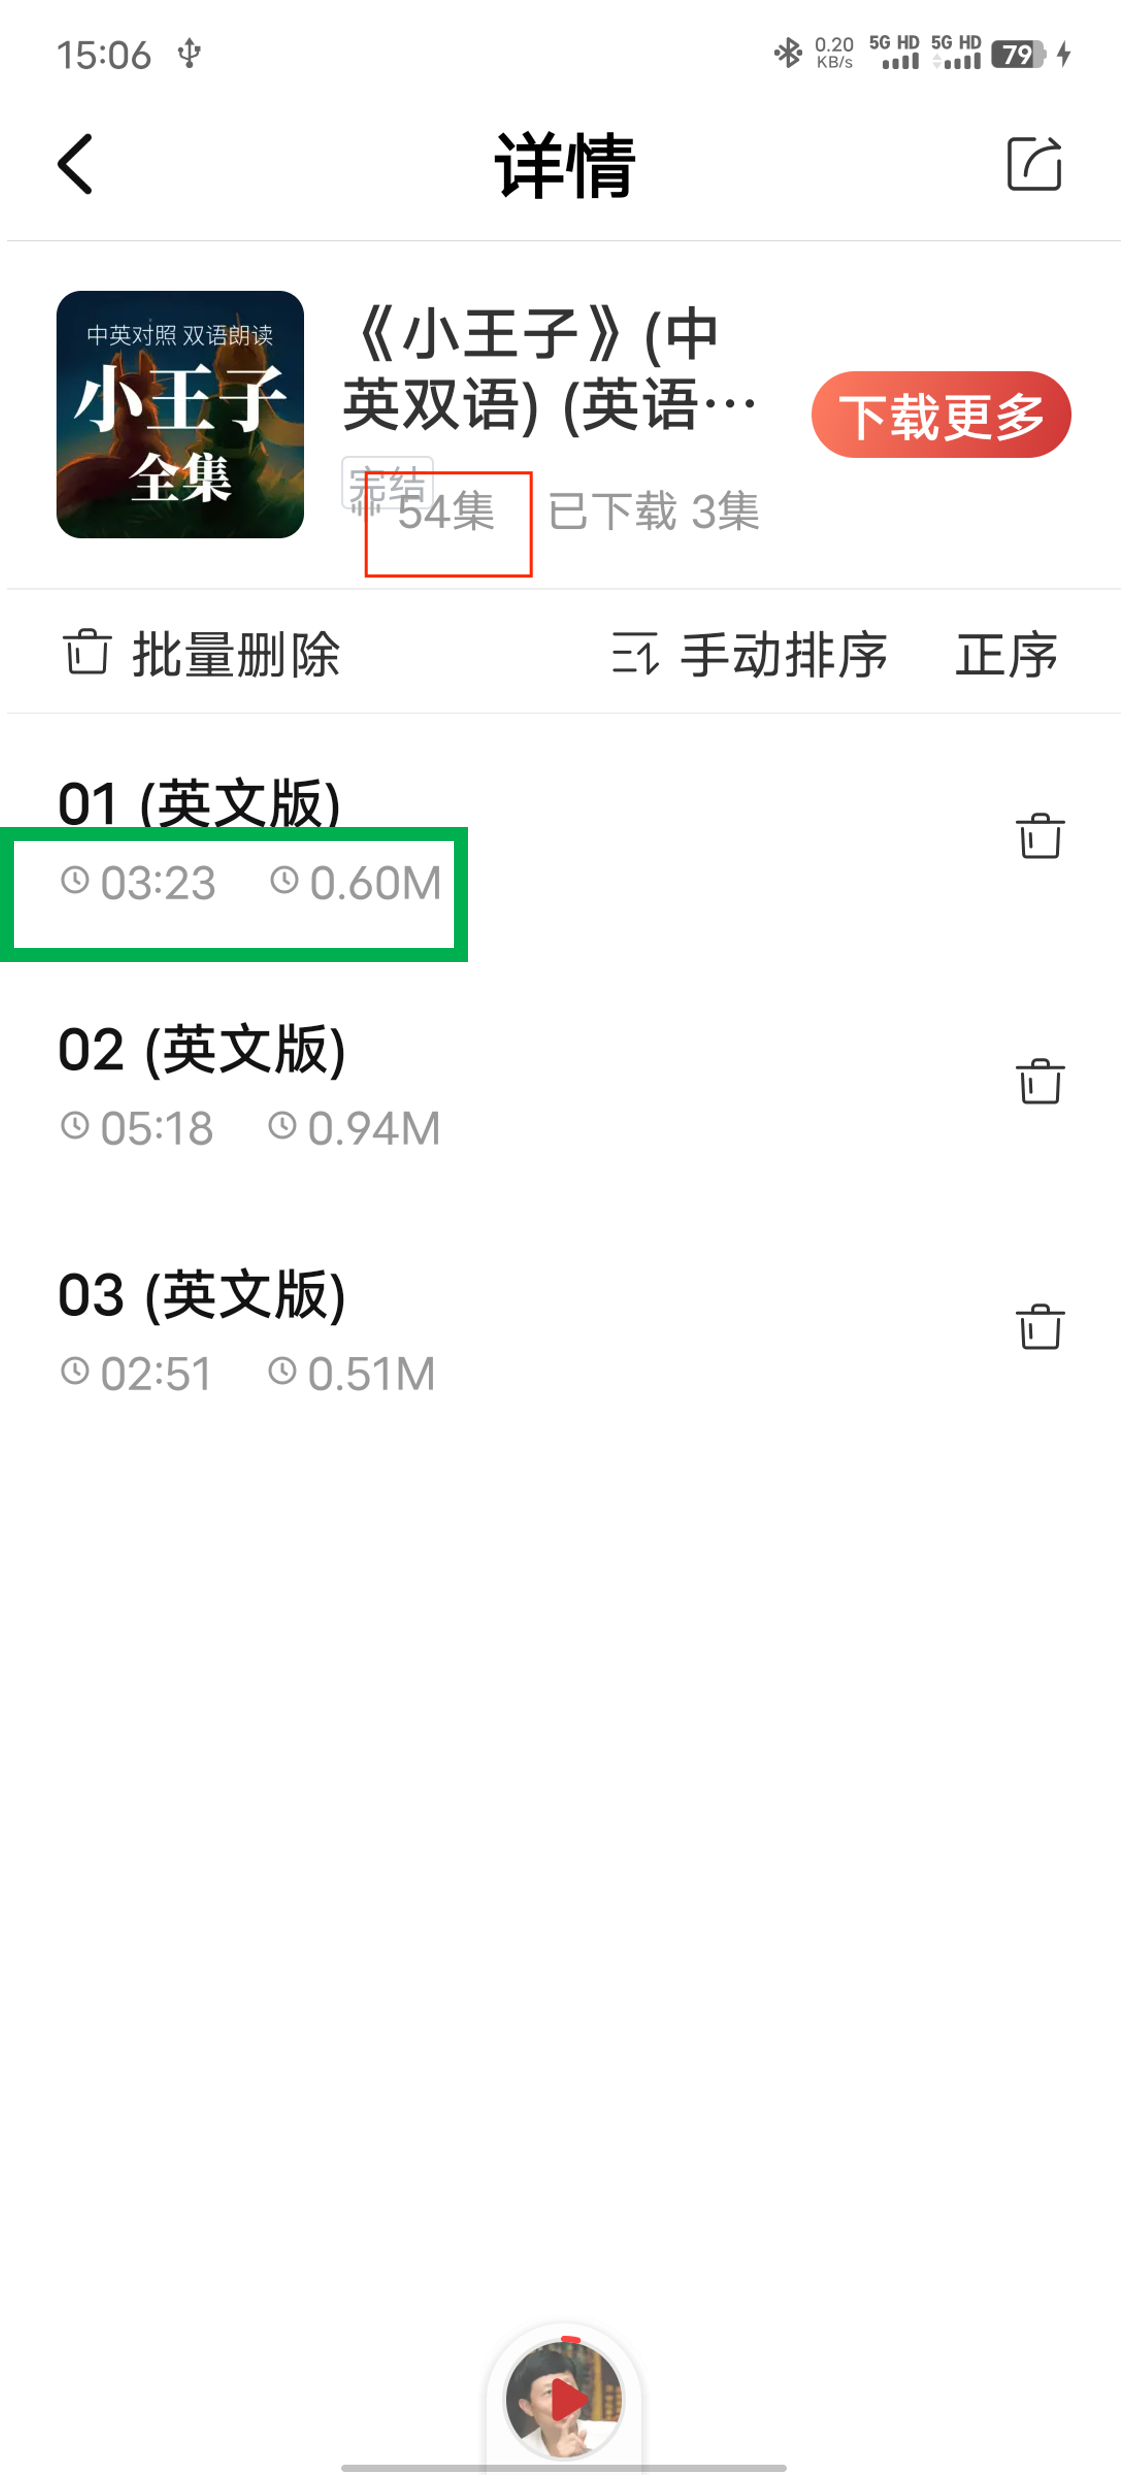 15:06
0.20 KB/s 5G HD 5G HD 79
详情
中英对照 双语朗读
小王子
全集
《小王子》(中
英双语) (英语…
下载更多
完结
54集 已下载 3集
批量删除 手动排序 正序
01 (英文版)
03:23 0.60M
02 (英文版)
05:18 0.94M
03 (英文版)
02:51 0.51M